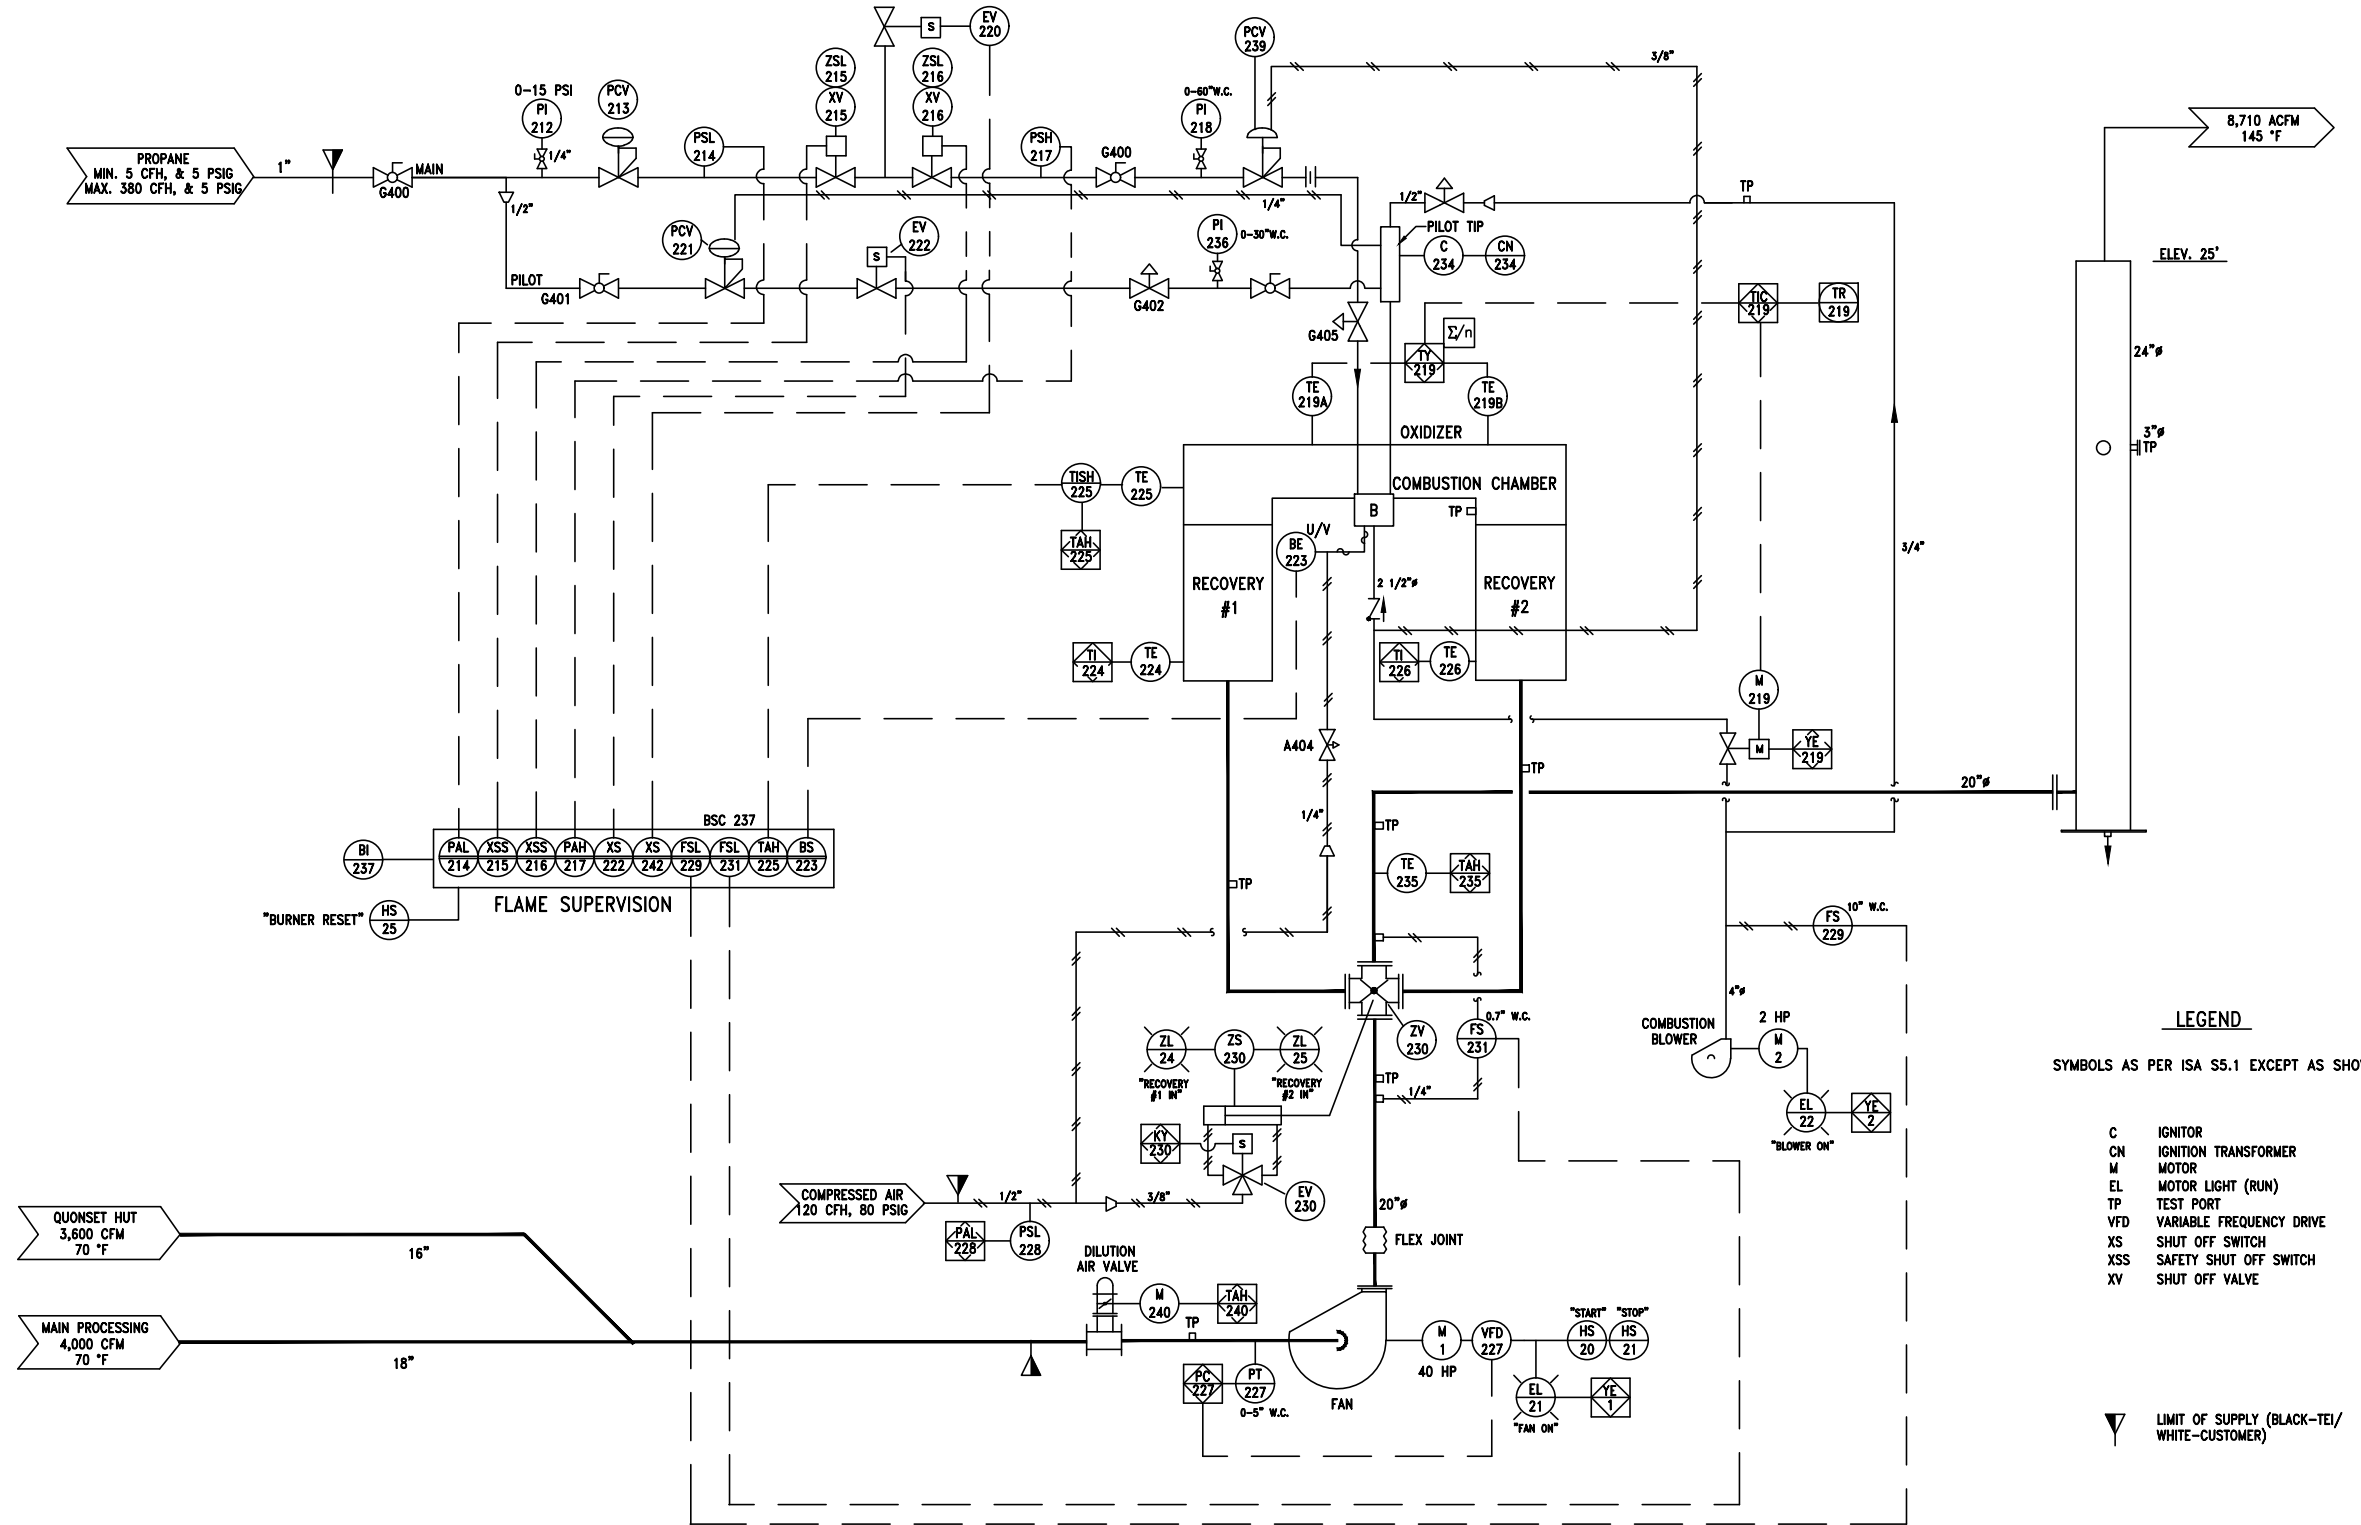 EV
220
S
PCV
239
3/8"
ZSL
215
XV
215
ZSL
216
XV
216
0-15 PSI
PI
212
1/4"
PCV
213
0-60"W.C.
PI
218
8,710 ACFM
145 °F
PROPANE
MIN. 5 CFH, & 5 PSIG
MAX. 380 CFH, & 5 PSIG
1"
G400
MAIN
PSL
214
PSH
217
G400
1/2"
1/4"
1/2"
TP
PILOT TIP
PCV
221
EV
222
S
PI
236
0-30"W.C.
C
234
CN
234
ELEV. 25'
PILOT
G401
G402
TIC
219
TR
219
G405
Σ/n
TY
219
24"ø
TE
219A
TE
219B
OXIDIZER
3"ø
TP
TISH
225
TE
225
COMBUSTION CHAMBER
B
TP
TAH
225
U/V
BE
223
3/4"
RECOVERY
#1
2 1/2"ø
RECOVERY
#2
TI
224
TE
224
TI
226
TE
226
M
219
A404
M
YE
219
TP
20"ø
BSC 237
1/4"
TP
BI
237
PAL
214
XSS
215
XSS
216
PAH
217
XS
222
XS
242
FSL
229
FSL
231
TAH
225
BS
223
TE
235
TAH
235
TP
FLAME SUPERVISION
"BURNER RESET"
HS
25
10" W.C.
FS
229
4"ø
LEGEND
COMBUSTION
BLOWER
2 HP
M
2
ZL
24
ZS
230
ZL
25
ZV
230
0.7" W.C.
FS
231
"RECOVERY
#1 IN"
"RECOVERY
#2 IN"
TP
1/4"
SYMBOLS AS PER ISA S5.1 EXCEPT AS SHO
EL
22
YE
2
"BLOWER ON"
KY
230
S
C IGNITOR
CN IGNITION TRANSFORMER
M MOTOR
EL MOTOR LIGHT (RUN)
TP TEST PORT
VFD VARIABLE FREQUENCY DRIVE
XS SHUT OFF SWITCH
XSS SAFETY SHUT OFF SWITCH
XV SHUT OFF VALVE
COMPRESSED AIR
120 CFH, 80 PSIG
1/2"
3/8"
EV
230
20"ø
QUONSET HUT
3,600 CFM
70 °F
16"
PAL
228
PSL
228
FLEX JOINT
DILUTION
AIR VALVE
M
240
TAH
240
MAIN PROCESSING
4,000 CFM
70 °F
18"
TP
M
1
40 HP
VFD
227
"START" "STOP"
HS
20
HS
21
PC
227
PT
227
0-5" W.C.
FAN
EL
21
YE
1
"FAN ON"
LIMIT OF SUPPLY (BLACK-TEI/
WHITE-CUSTOMER)